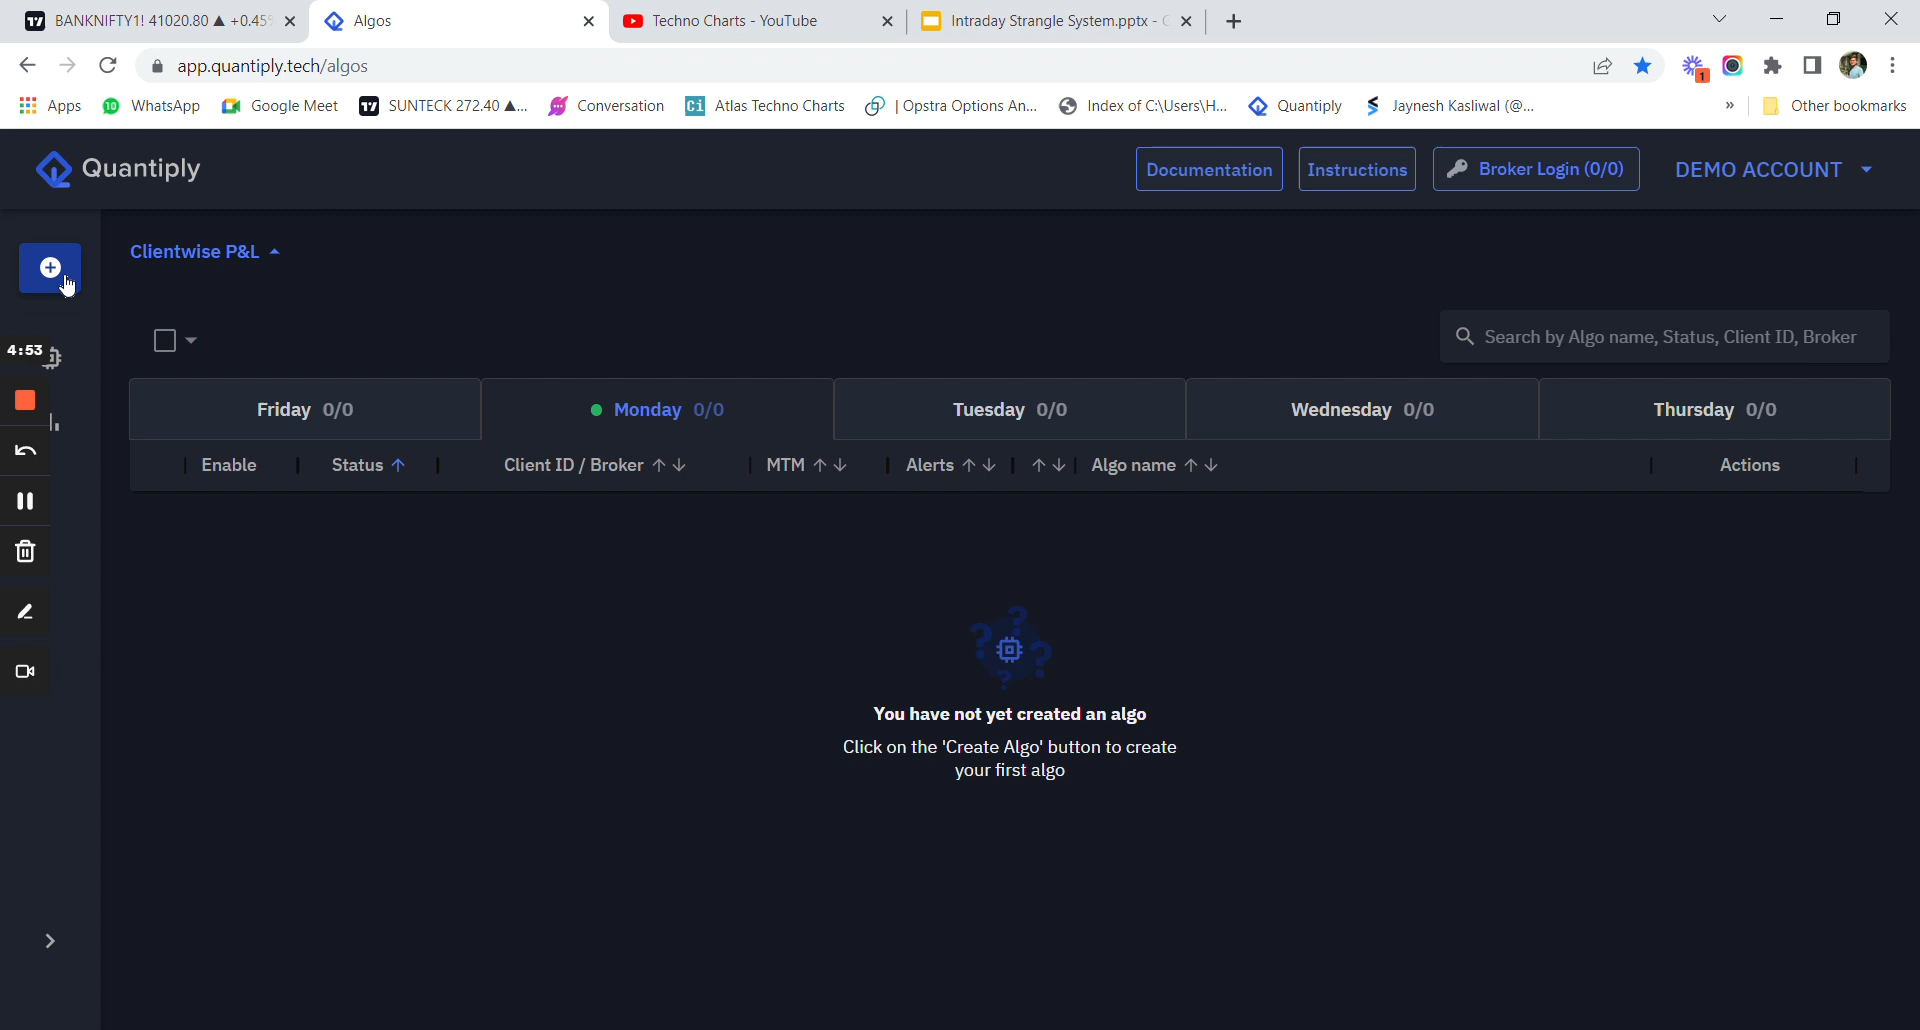 BANKNIFTY1! 41020.80 ▲ +0.45%
Algos
Techno Charts - YouTube
Intraday Strangle System.pptx -
app.quantiply.tech/algos
1
Apps
10
WhatsApp
Google Meet
SUNTECK 272.40 ▲...
Conversation
Ci
Atlas Techno Charts
| Opstra Options An...
Index of C:\Users\H...
Quantiply
Jaynesh Kasliwal (@...
»
Other bookmarks
Quantiply
Documentation
Instructions
Broker Login (0/0)
DEMO ACCOUNT
Clientwise P&L
4:53
Search by Algo name, Status, Client ID, Broker
Friday 0/0
Monday 0/0
Tuesday 0/0
Wednesday 0/0
Thursday 0/0
Enable
Status ↑
Client ID / Broker ↑↓
MTM ↑↓
Alerts ↑↓
↑↓
Algo name ↑↓
Actions
? ? ? ?
You have not yet created an algo
Click on the 'Create Algo' button to create
your first algo